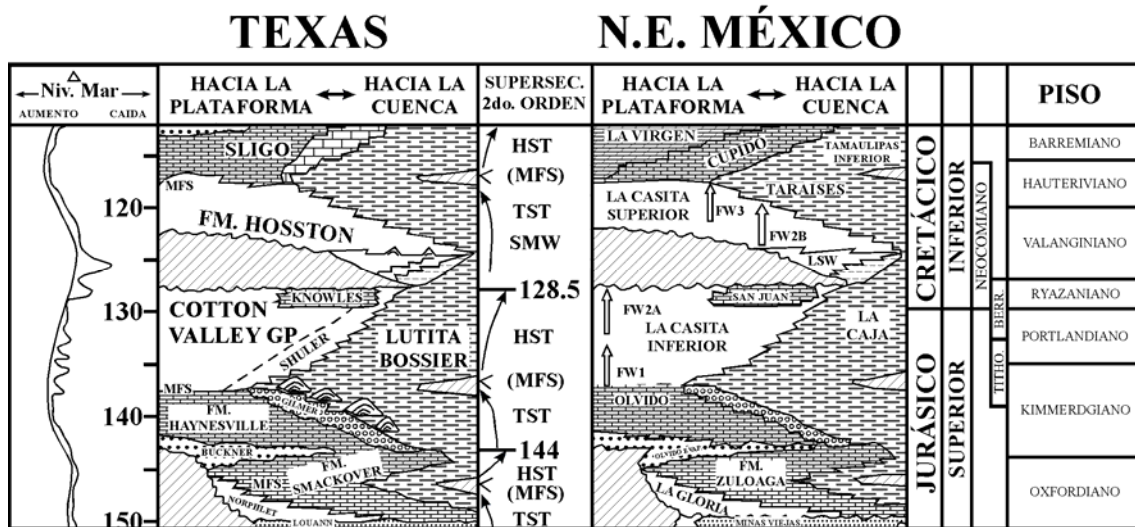 TEXAS
N.E. MÉXICO
Niv. Mar
AUMENTO
CAIDA
HACIA LA
PLATAFORMA
HACIA LA
CUENCA
SUPERSEC.
2do. ORDEN
HACIA LA
PLATAFORMA
HACIA LA
CUENCA
PISO
120
130
140
150
SLIGO
MFS
FM. HOSSTON
KNOWLES
COTTON
VALLEY GP
SHULER
LUTITA
BOSSIER
MFS
GILMER
FM.
HAYNESVILLE
BUCKNER
FM.
SMACKOVER
MFS
NORPHLET
LOUANN
HST
(MFS)
TST
SMW
128.5
HST
(MFS)
TST
144
HST
(MFS)
TST
LA VIRGEN
CUPIDO
TAMAULIPAS
INFERIOR
TARAISES
LA CASITA
SUPERIOR
FW3
FW2B
LSW
SAN JUAN
FW2A
LA CASITA
INFERIOR
LA
CAJA
FW1
OLVIDO
OLVIDO EVAP.
FM.
ZULOAGA
LA GLORIA
MINAS VIEJAS
CRETÁCICO
INFERIOR
JURÁSICO
SUPERIOR
NEOCOMIANO
BERR.
TITHO.
BARREMIANO
HAUTERIVIANO
VALANGINIANO
RYAZANIANO
PORTLANDIANO
KIMMERDGIANO
OXFORDIANO